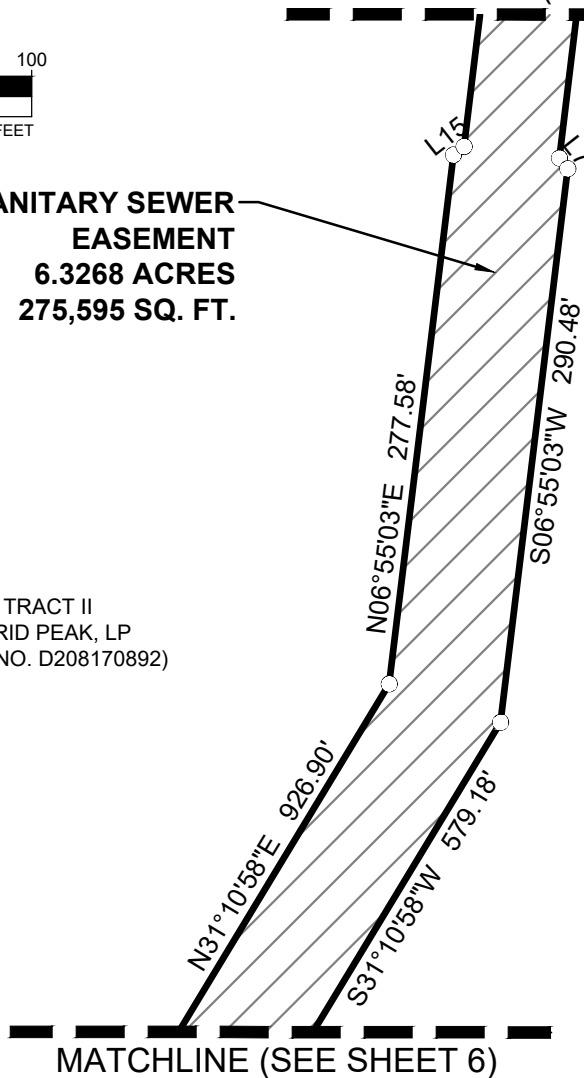 100
FEET
L15
ANITARY SEWER
EASEMENT
6.3268 ACRES
275,595 SQ. FT.
N06°55'03"E 277.58'
S06°55'03"W 290.48'
TRACT II
RID PEAK, LP
NO. D208170892)
N31°10'58"E 926.90'
S31°10'58"W 579.18'
MATCHLINE (SEE SHEET 6)